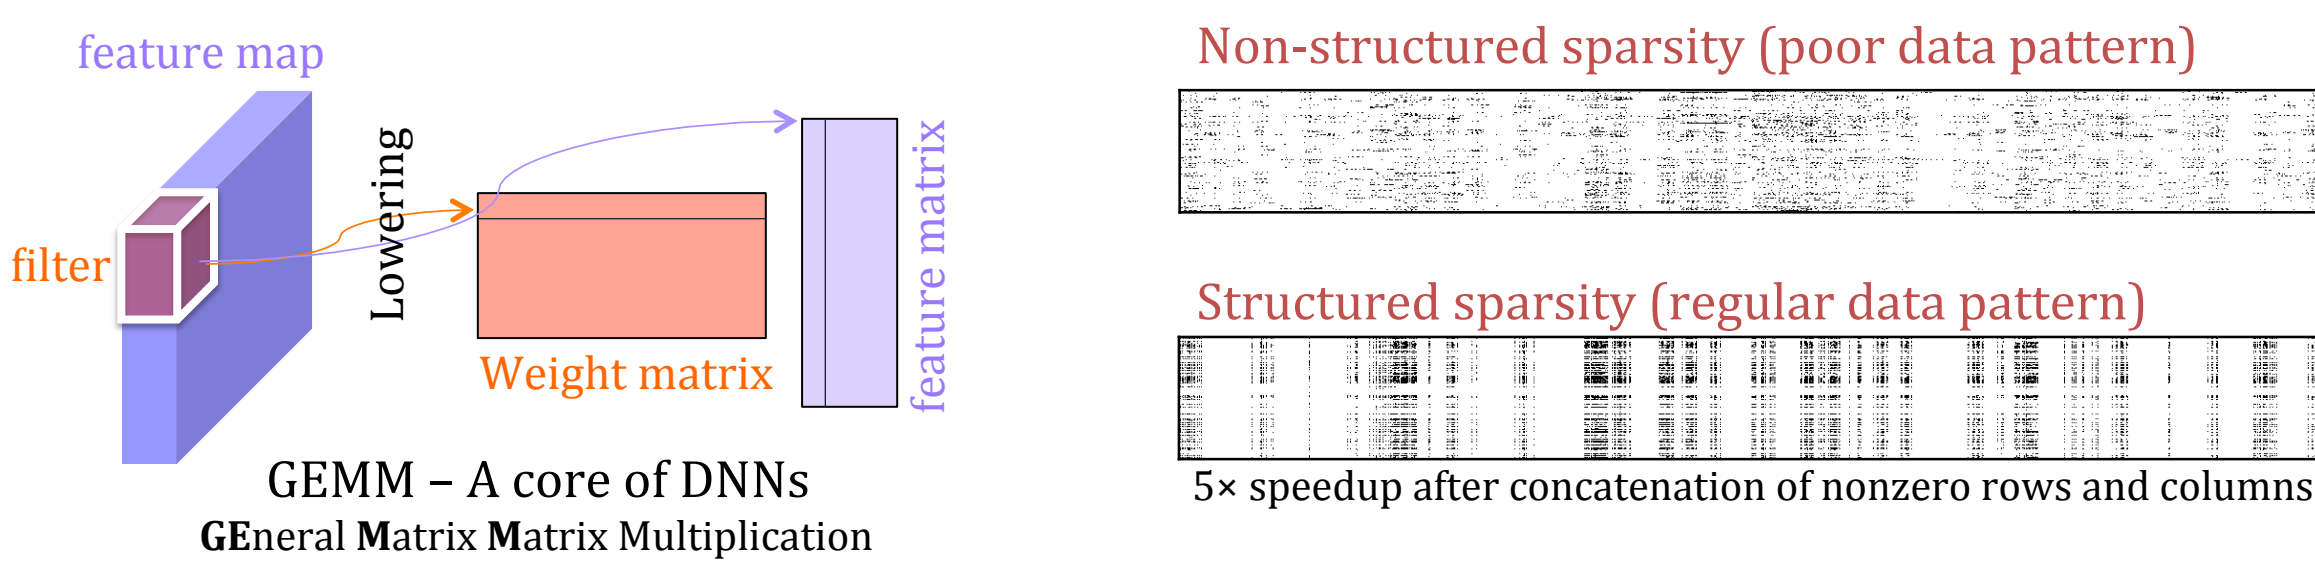 feature map
filter
Lowering
Weight matrix
feature matrix
GEMM – A core of DNNs
GEneral Matrix Matrix Multiplication
Non-structured sparsity (poor data pattern)
Structured sparsity (regular data pattern)
5× speedup after concatenation of nonzero rows and columns